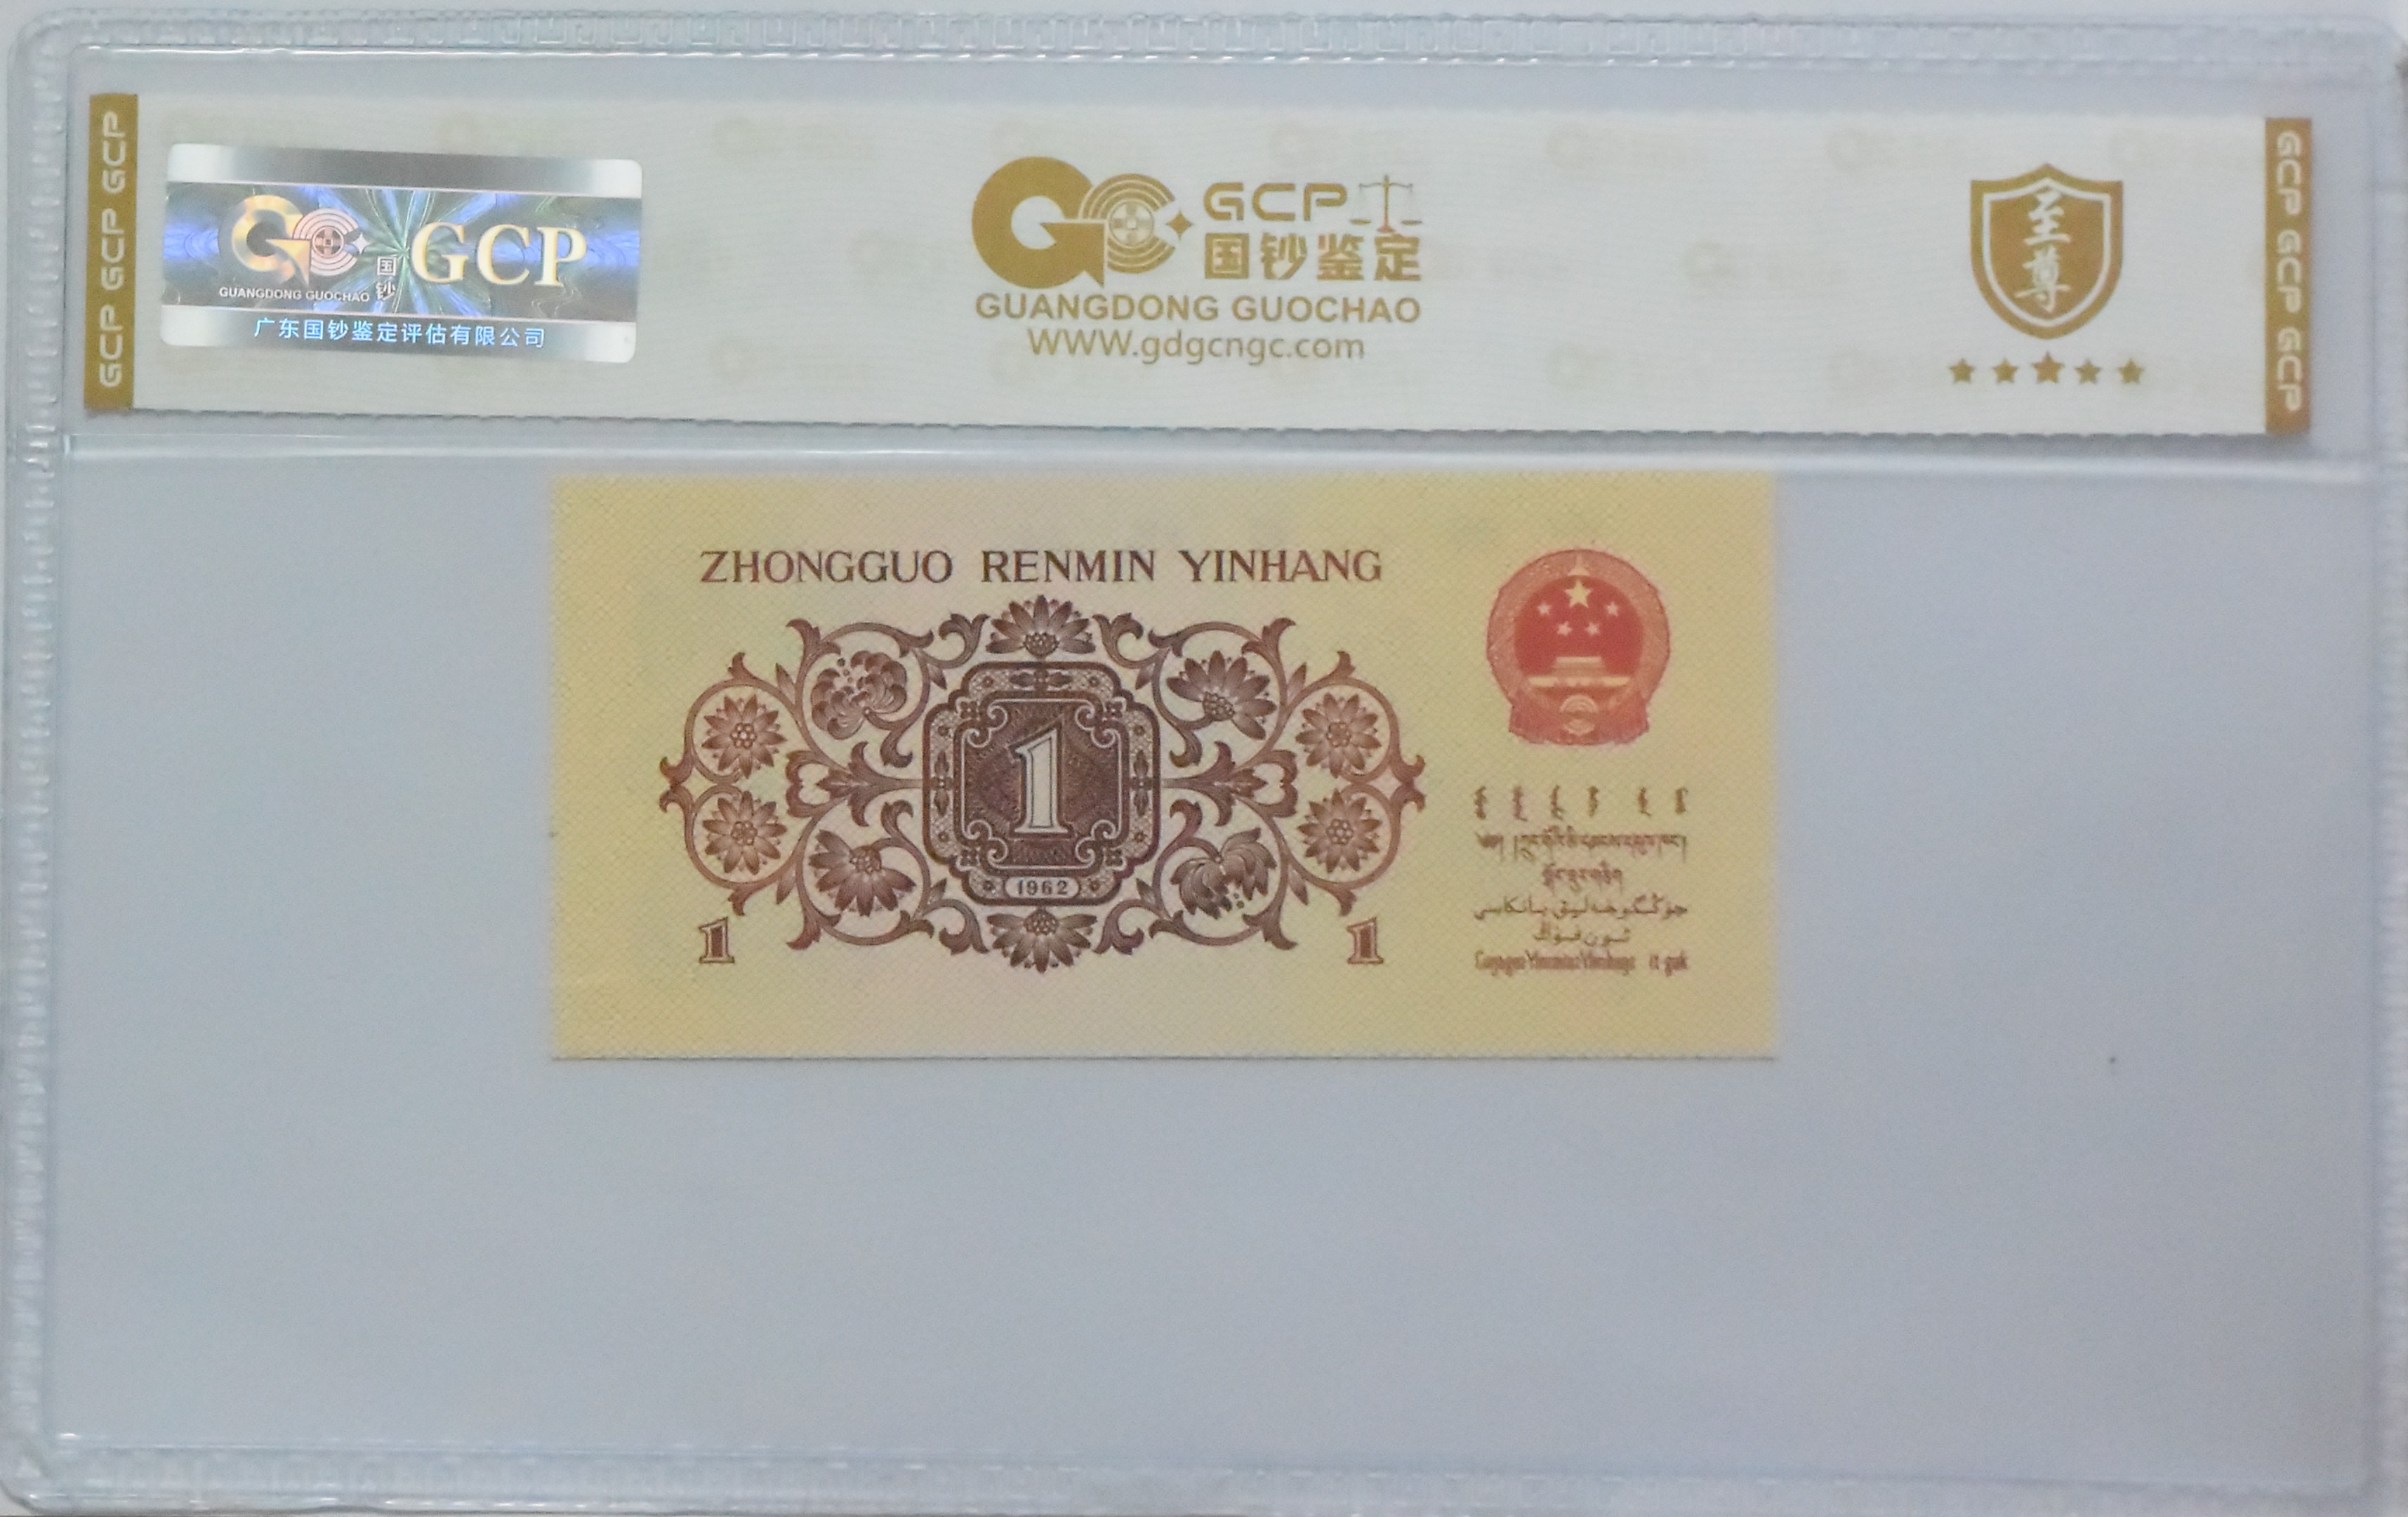 GCP GCP GCP
GUANGDONG GUOCHAO
国钞
GCP
广东国钞鉴定评估有限公司
GCP
国钞鉴定
GUANGDONG GUOCHAO
WWW.gdgcngc.com
至尊
GCP GCP GCP
ZHONGGUO RENMIN YINHANG
1
1962
1
1